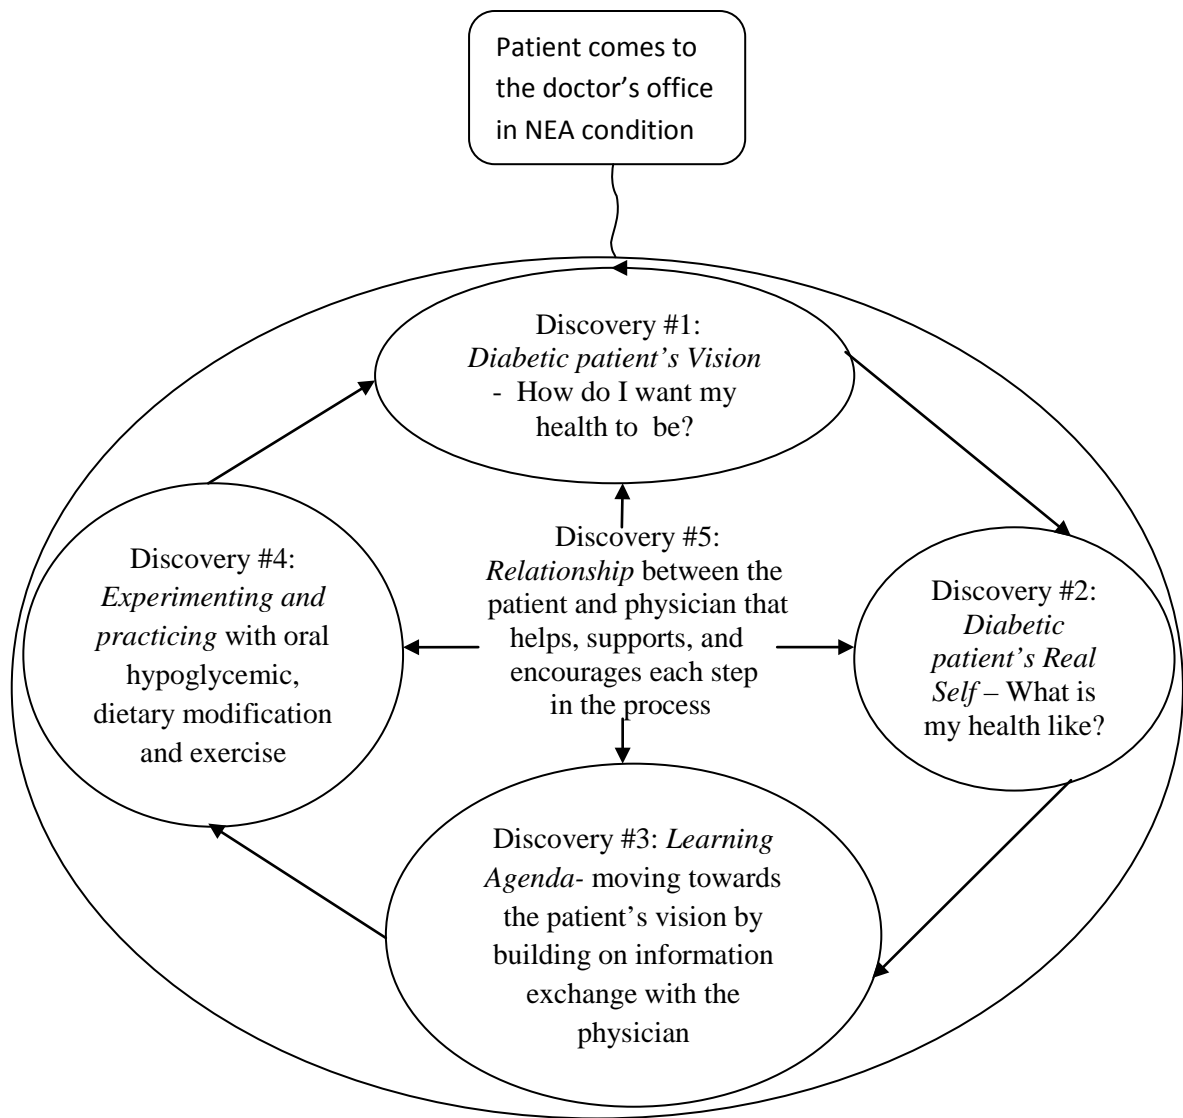 Patient comes to
the doctor’s office
in NEA condition
Discovery #1:
Diabetic patient’s Vision
- How do I want my
health to be?
Discovery #5:
Relationship between the
patient and physician that
helps, supports, and
encourages each step
in the process
Discovery #4:
Experimenting and
practicing with oral
hypoglycemic,
dietary modification
and exercise
Discovery #2:
Diabetic
patient’s Real
Self – What is
my health like?
Discovery #3: Learning
Agenda- moving towards
the patient’s vision by
building on information
exchange with the
physician